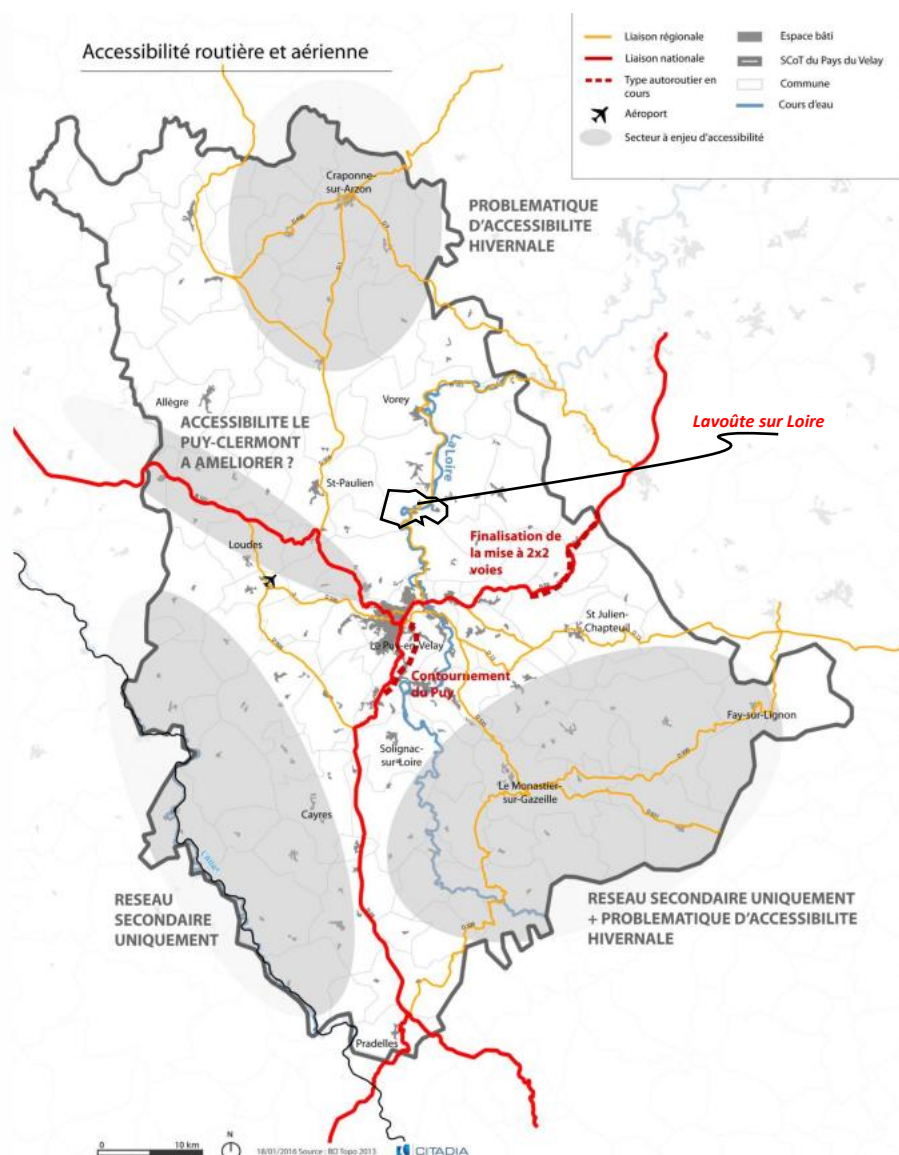 Accessibilité routière et aérienne
Liaison régionale
Liaison nationale
Type autoroutier en
cours
Aéroport
Secteur à enjeu d'accessibilité
Espace bâti
SCoT du Pays du Velay
Commune
Cours d'eau
Craponne-
sur-Arzon
PROBLEMATIQUE
D'ACCESSIBILITE
HIVERNALE
Allègre
Vorey
ACCESSIBILITE LE
PUY-CLERMONT
A AMELIORER ?
La Loire
Lavoûte sur Loire
St-Paulien
Finalisation de
la mise à 2x2
voies
Loudes
St Julien-
Chapteuil
Le Puy-en-Velay
Contournement
du Puy
Fay-sur-Lignon
Solignac-
sur-Loire
Le Monastier-
sur-Gazeille
Cayres
L'Allier
RESEAU
SECONDAIRE
UNIQUEMENT
RESEAU SECONDAIRE UNIQUEMENT
+ PROBLEMATIQUE D'ACCESSIBILITE
HIVERNALE
Pradelles
0 10 km
N
18/01/2016 Source : BD Topo 2013
CITADIA